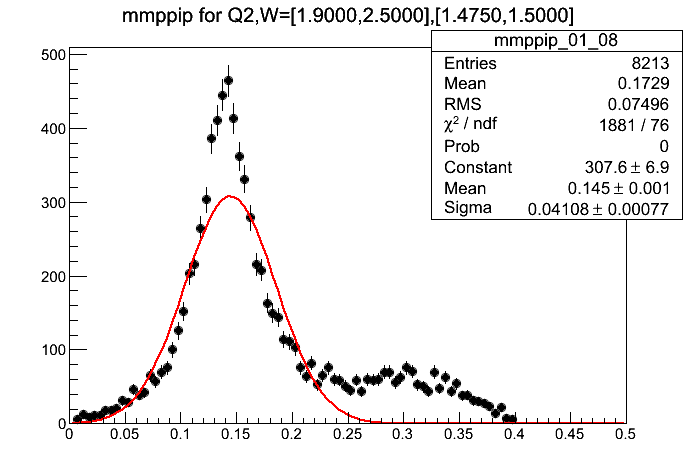 mmppip for Q2,W=[1.9000,2.5000],[1.4750,1.5000]
mmppip_01_08
Entries 8213
Mean 0.1729
RMS 0.07496
χ² / ndf 1881 / 76
Prob 0
Constant 307.6 ± 6.9
Mean 0.145 ± 0.001
Sigma 0.04108 ± 0.00077
500
400
300
200
100
0
0 0.05 0.1 0.15 0.2 0.25 0.3 0.35 0.4 0.45 0.5